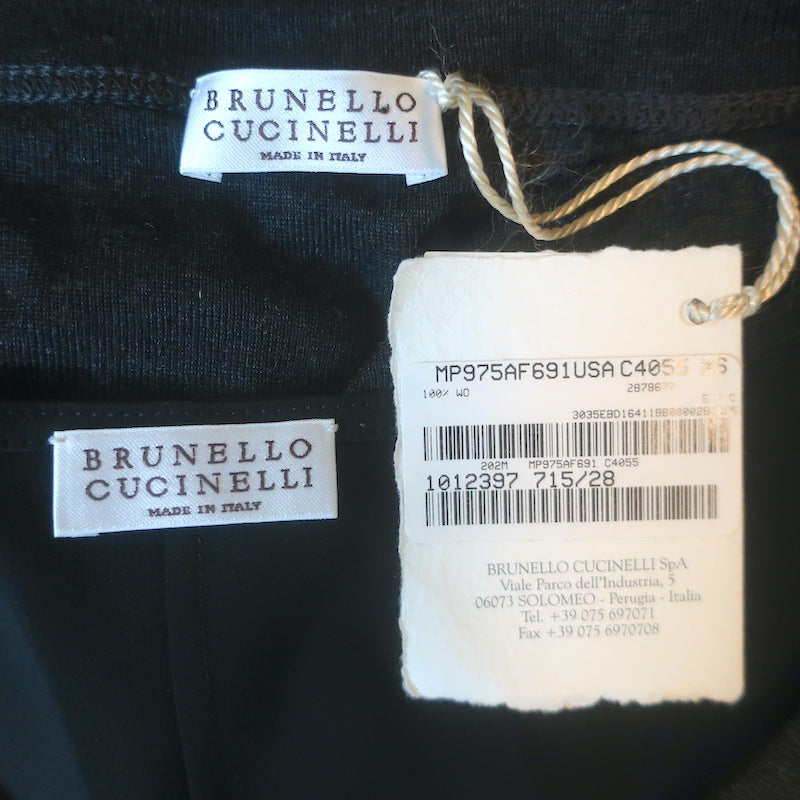 BRUNELLO
CUCINELLI
MADE IN ITALY
BRUNELLO
CUCINELLI
MADE IN ITALY
MP975AF691USA C4055
100% WO 2878677
202M MP975AF691 C4055
1012397 715/28
BRUNELLO CUCINELLI SpA
Viale Parco dell'Industria, 5
06073 SOLOMEO - Perugia - Italia
Tel. +39 075 697071
Fax +39 075 6970708